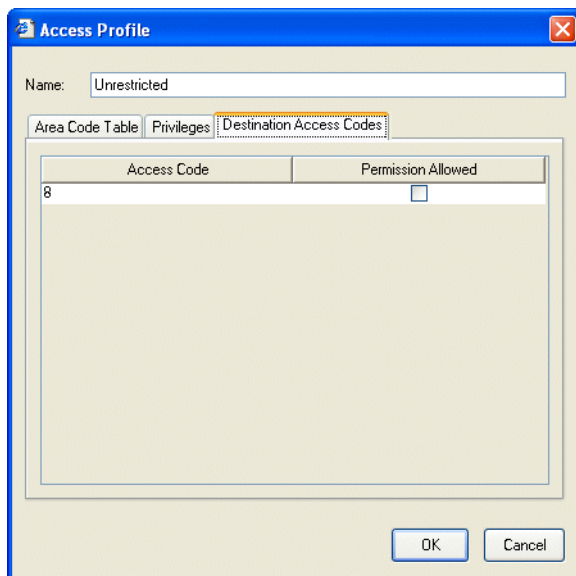 Access Profile
Name: Unrestricted
Area Code Table Privileges Destination Access Codes
Access Code Permission Allowed
8
OK Cancel